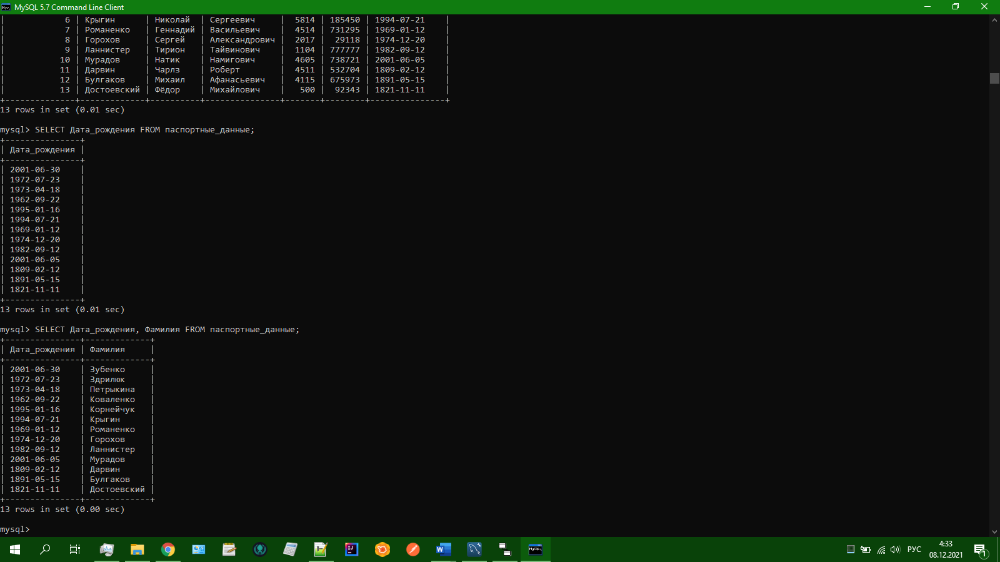 MySQL 5.7 Command Line Client
|            6 | Крыгин      | Николай  | Сергеевич     |  5814 | 185450 | 1994-07-21    |
|            7 | Романенко   | Геннадий | Васильевич    |  4514 | 731295 | 1969-01-12    |
|            8 | Горохов     | Сергей   | Александрович |  2017 |  29118 | 1974-12-20    |
|            9 | Ланнистер   | Тирион   | Тайвинович    |  1104 | 777777 | 1982-09-12    |
|           10 | Мурадов     | Натик    | Намигович     |  4605 | 738721 | 2001-06-05    |
|           11 | Дарвин      | Чарлз    | Роберт        |  4511 | 532704 | 1809-02-12    |
|           12 | Булгаков    | Михаил   | Афанасьевич   |  4115 | 675973 | 1891-05-15    |
|           13 | Достоевский | Фёдор    | Михайлович    |   500 |  92343 | 1821-11-11    |
+--------------+-------------+----------+---------------+-------+--------+---------------+
13 rows in set (0.01 sec)
mysql> SELECT Дата_рождения FROM паспортные_данные;
+---------------+
| Дата_рождения |
+---------------+
| 2001-06-30    |
| 1972-07-23    |
| 1973-04-18    |
| 1962-09-22    |
| 1995-01-16    |
| 1994-07-21    |
| 1969-01-12    |
| 1974-12-20    |
| 1982-09-12    |
| 2001-06-05    |
| 1809-02-12    |
| 1891-05-15    |
| 1821-11-11    |
+---------------+
13 rows in set (0.01 sec)
mysql> SELECT Дата_рождения, Фамилия FROM паспортные_данные;
+---------------+-------------+
| Дата_рождения | Фамилия     |
+---------------+-------------+
| 2001-06-30    | Зубенко     |
| 1972-07-23    | Здрилюк     |
| 1973-04-18    | Петрыкина   |
| 1962-09-22    | Коваленко   |
| 1995-01-16    | Корнейчук   |
| 1994-07-21    | Крыгин      |
| 1969-01-12    | Романенко   |
| 1974-12-20    | Горохов     |
| 1982-09-12    | Ланнистер   |
| 2001-06-05    | Мурадов     |
| 1809-02-12    | Дарвин      |
| 1891-05-15    | Булгаков    |
| 1821-11-11    | Достоевский |
+---------------+-------------+
13 rows in set (0.00 sec)
mysql>
РУС
4:33
08.12.2021
1